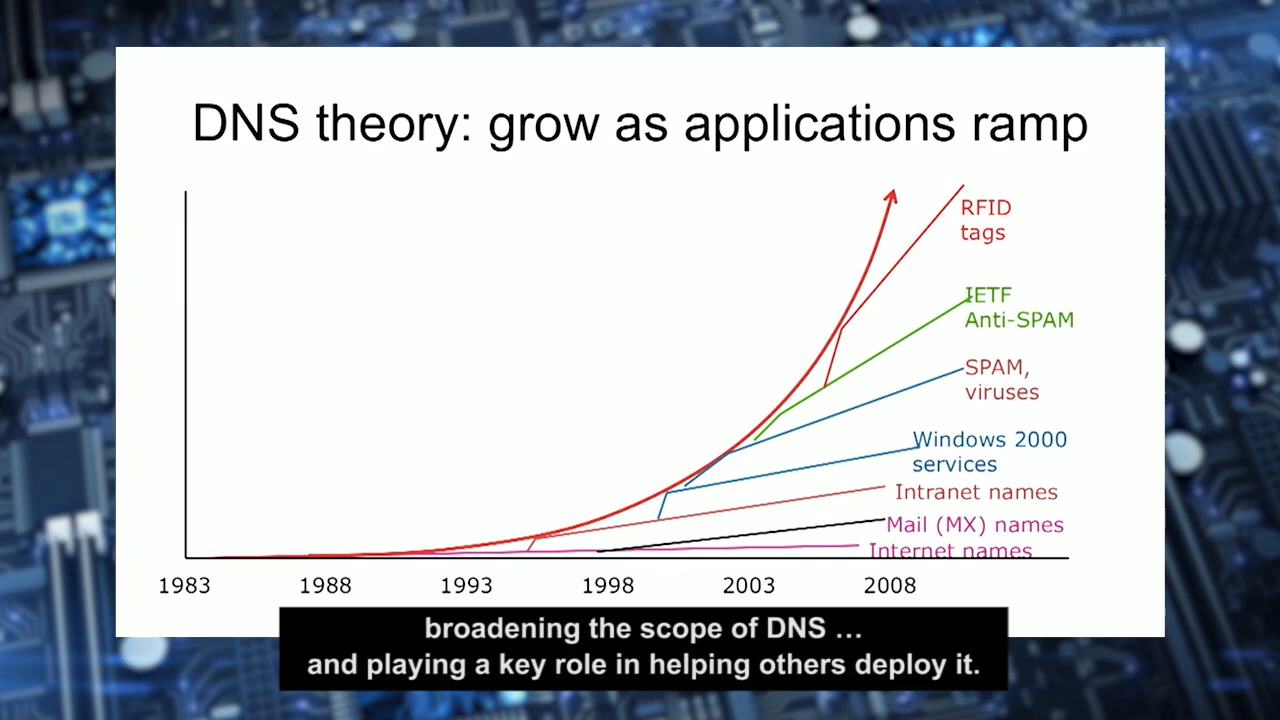 DNS theory: grow as applications ramp
RFID
tags
IETF
Anti-SPAM
SPAM,
viruses
Windows 2000
services
Intranet names
Mail (MX) names
Internet names
1983 1988 1993 1998 2003 2008
broadening the scope of DNS …
and playing a key role in helping others deploy it.